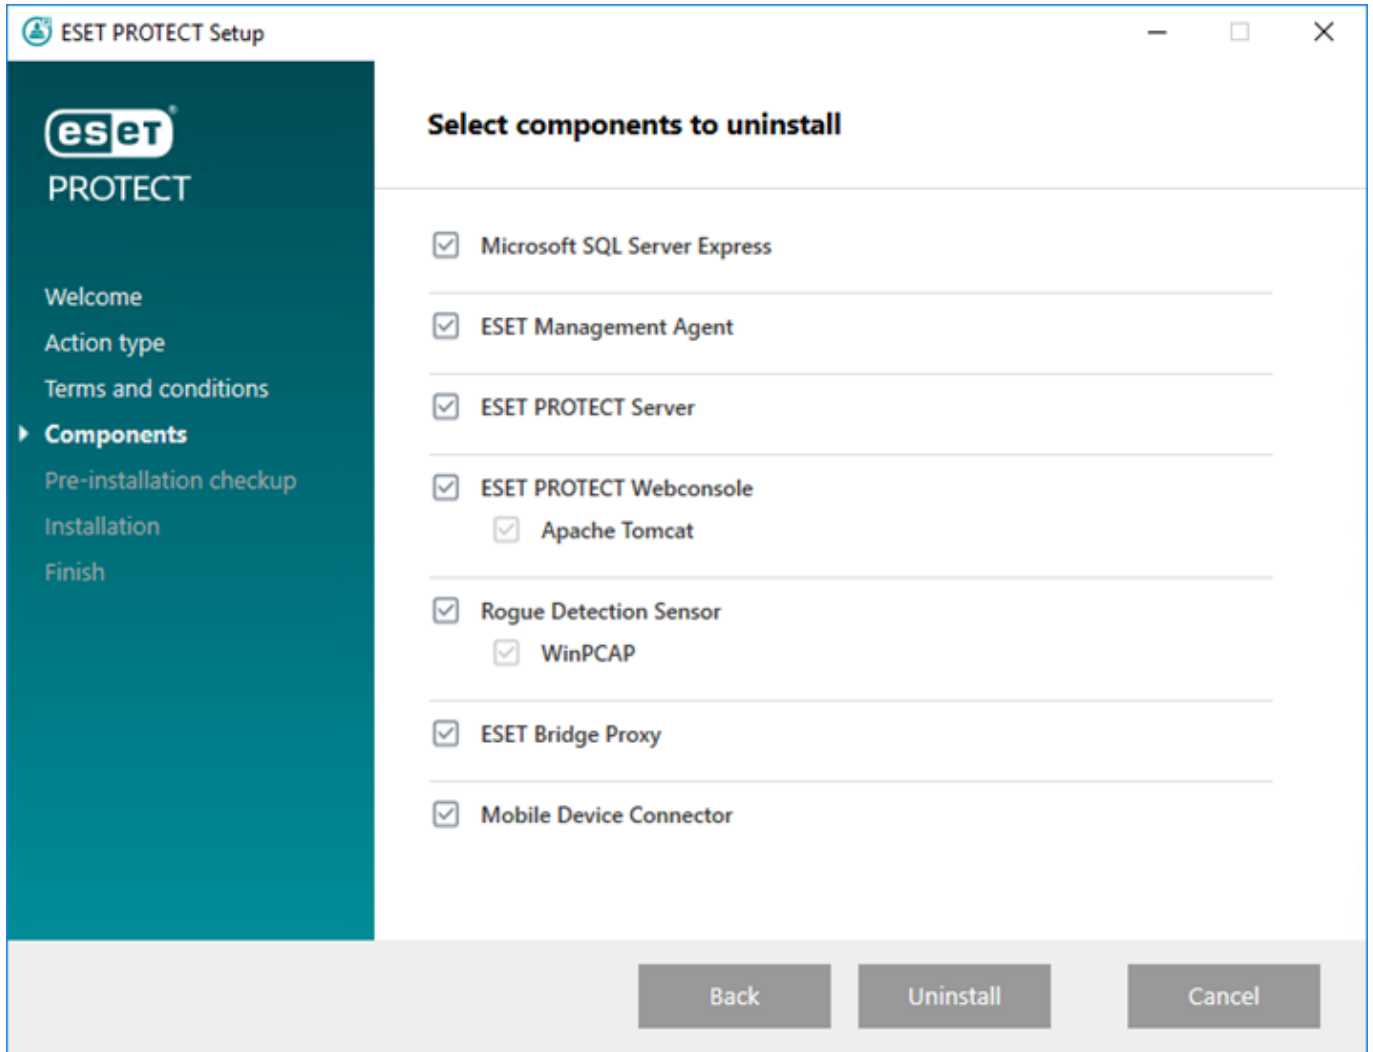 ESET PROTECT Setup
eset®
PROTECT
Welcome
Action type
Terms and conditions
Components
Pre-installation checkup
Installation
Finish
Select components to uninstall
Microsoft SQL Server Express
ESET Management Agent
ESET PROTECT Server
ESET PROTECT Webconsole
Apache Tomcat
Rogue Detection Sensor
WinPCAP
ESET Bridge Proxy
Mobile Device Connector
Back
Uninstall
Cancel